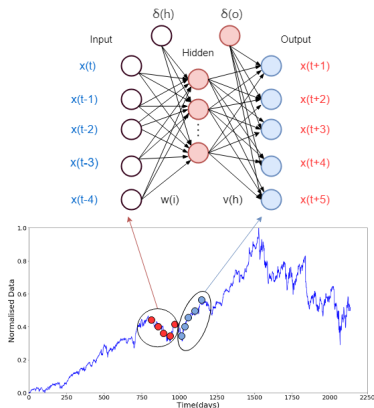 δ(h) δ(o)
Input Hidden Output
x(t) x(t+1)
x(t-1) x(t+2)
x(t-2) x(t+3)
x(t-3) x(t+4)
x(t-4) w(i) v(h) x(t+5)
1.0
0.8
0.6
0.4
0.2
0.0
Normalised Data
0 250 500 750 1000 1250 1500 1750 2000 2250
Time(days)